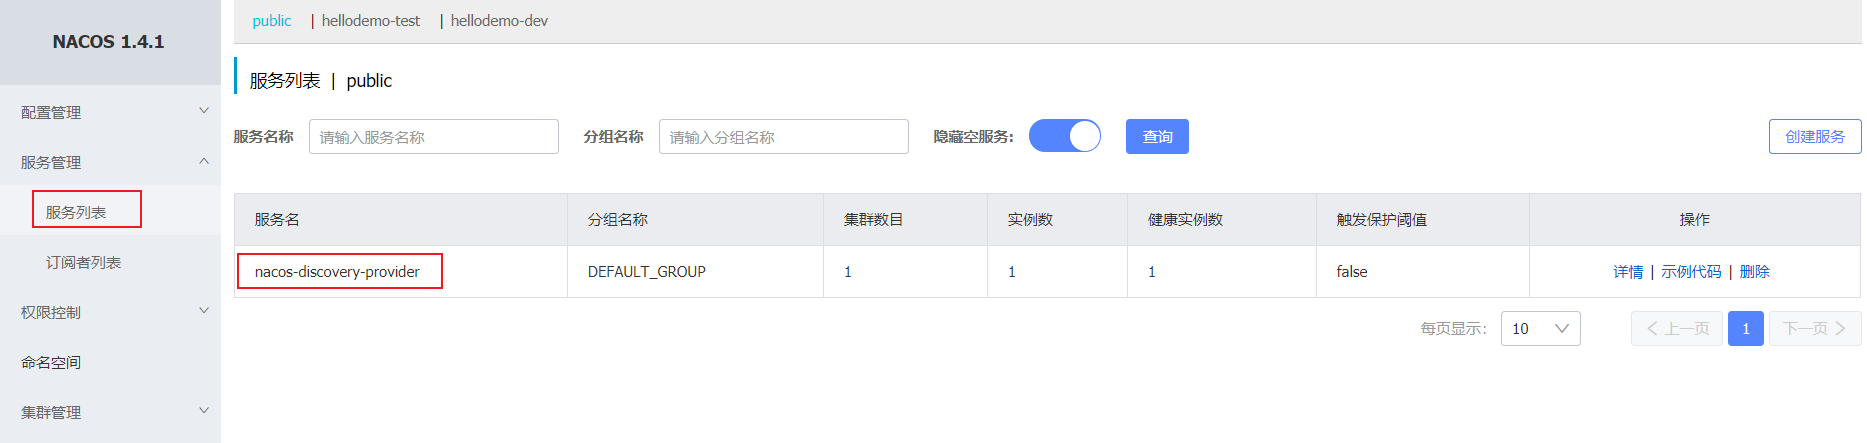 NACOS 1.4.1
配置管理
服务管理
服务列表
订阅者列表
权限控制
命名空间
集群管理
public | hellodemo-test | hellodemo-dev
服务列表 | public
服务名称 请输入服务名称 分组名称 请输入分组名称 隐藏空服务: 查询 创建服务
服务名 分组名称 集群数目 实例数 健康实例数 触发保护阈值 操作
nacos-discovery-provider DEFAULT_GROUP 1 1 1 false 详情 | 示例代码 | 删除
每页显示: 10 上一页 1 下一页